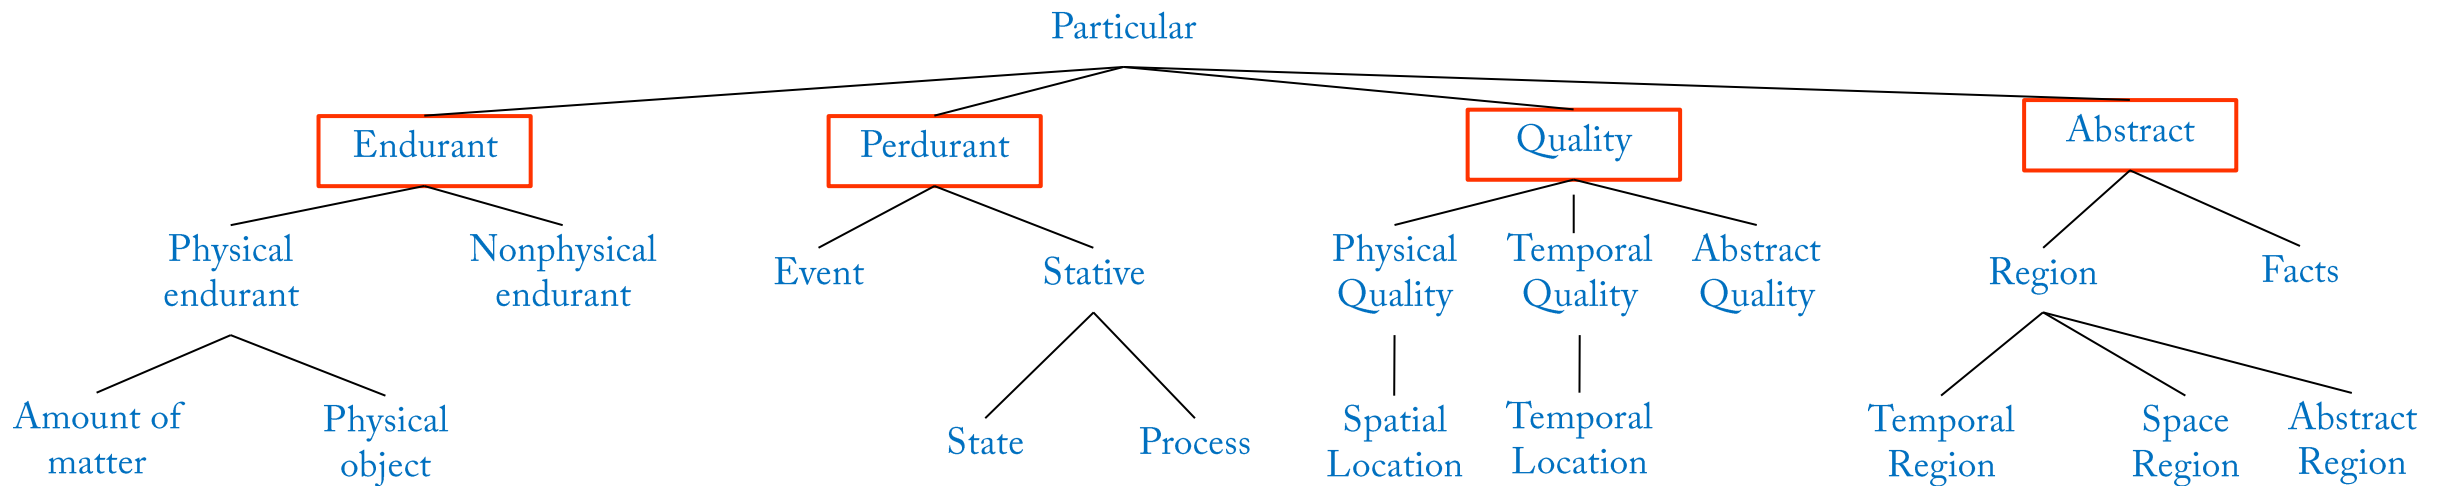 Particular
Endurant
Perdurant
Quality
Abstract
Physical
endurant
Nonphysical
endurant
Event
Stative
Physical
Quality
Temporal
Quality
Abstract
Quality
Region
Facts
Amount of
matter
Physical
object
State
Process
Spatial
Location
Temporal
Location
Temporal
Region
Space
Region
Abstract
Region